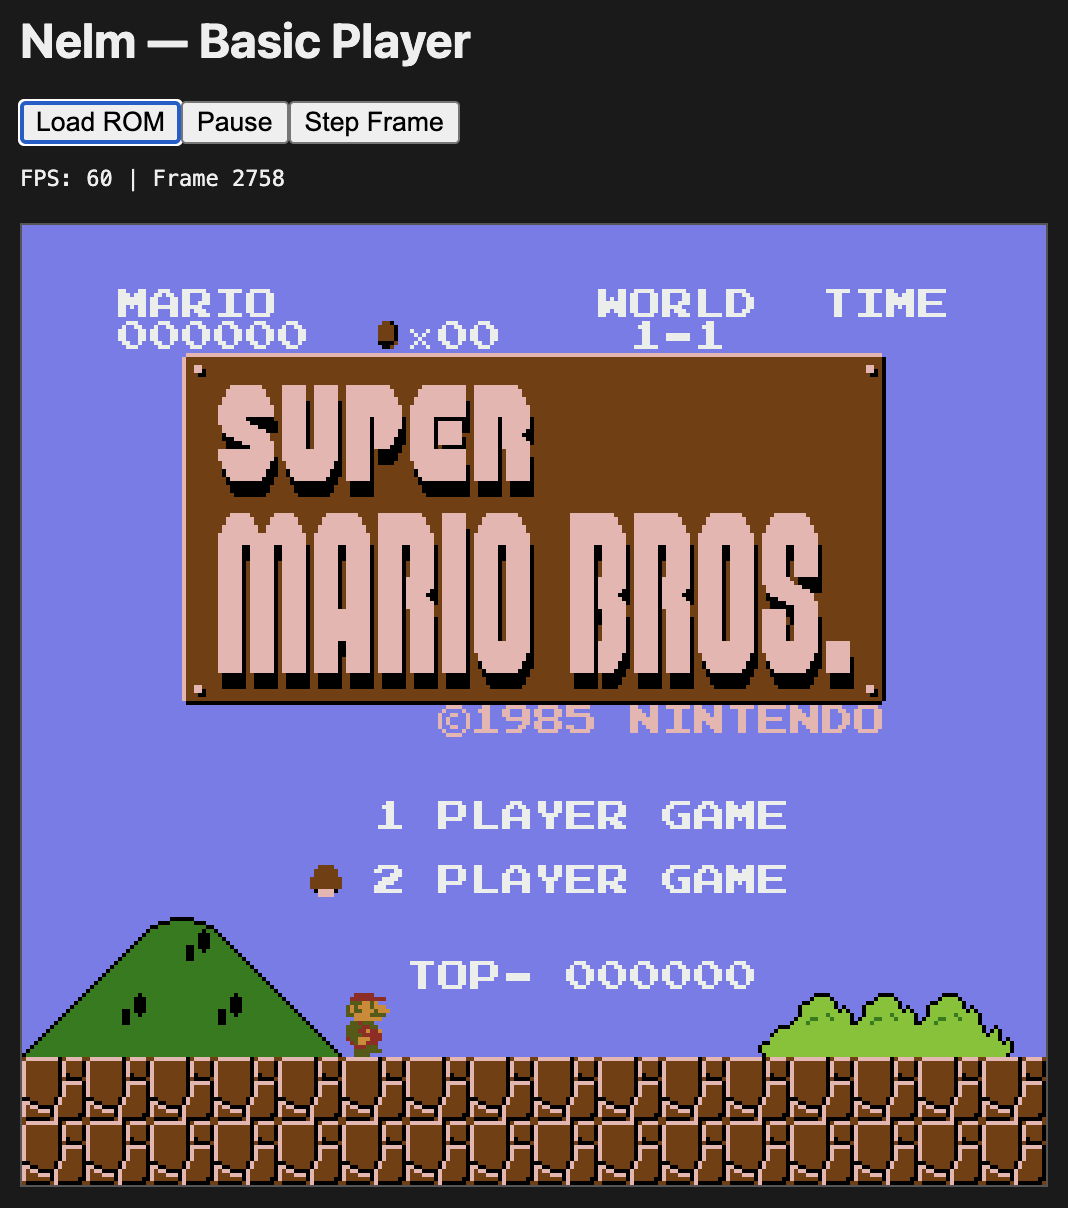 Nelm — Basic Player
Load ROM Pause Step Frame
FPS: 60 | Frame 2758
MARIO WORLD TIME
000000 x00 1-1
SUPER
MARIO BROS.
©1985 NINTENDO
1 PLAYER GAME
2 PLAYER GAME
TOP- 000000